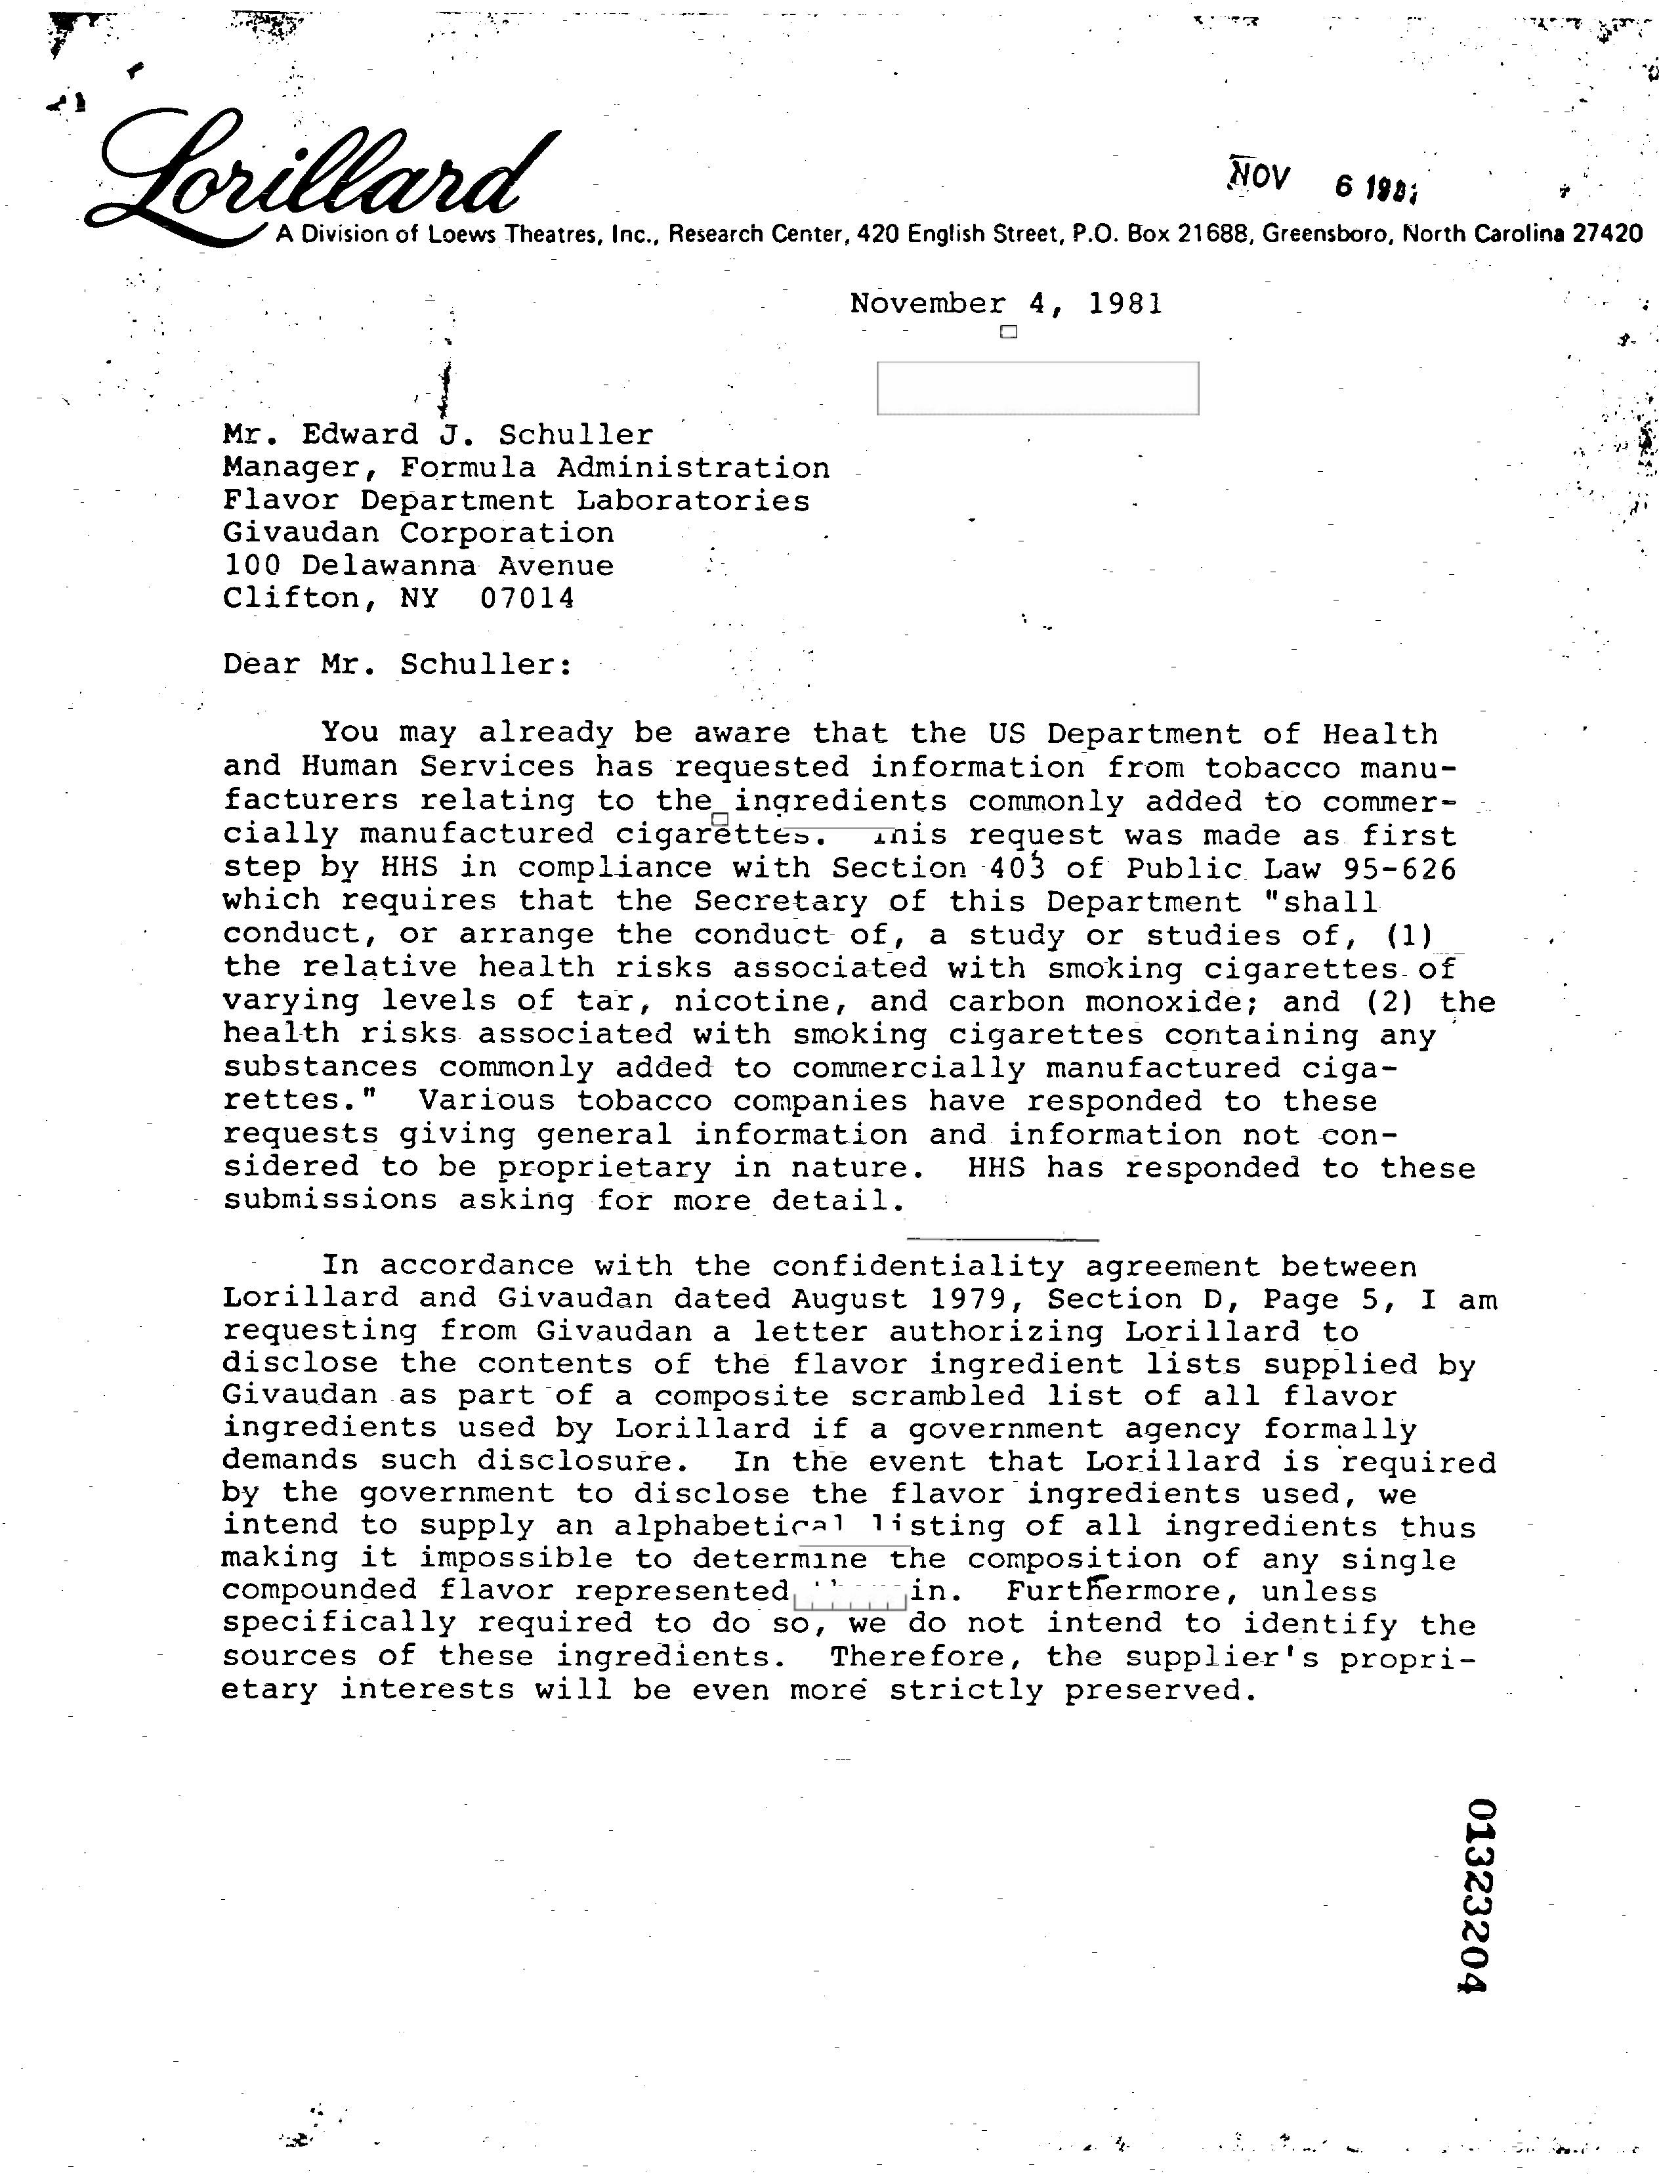 Lorillard
NOV 6 198
A Division of Loews Theatres, Inc., Research Center, 420 English Street, P.O. Box 21688, Greensboro, North Carolina 27420
November 4, 1981
Mr. Edward J. Schuller
Manager, Formula Administration
Flavor Department Laboratories
Givaudan Corporation
100 Delawanna Avenue
Clifton, NY 07014
Dear Mr. Schuller:
You may already be aware that the US Department of Health
and Human Services has requested information from tobacco manu-
facturers relating to the ingredients commonly added to commer-
cially manufactured cigarettes. This request was made as first
step by HHS in compliance with Section 403 of Public Law 95-626
which requires that the Secretary of this Department "shall
conduct, or arrange the conduct of, a study or studies of, (1)
the relative health risks associated with smoking cigarettes of
varying levels of tar, nicotine, and carbon monoxide; and (2) the
health risks associated with smoking cigarettes containing any
substances commonly added to commercially manufactured ciga-
rettes." Various tobacco companies have responded to these
requests giving general information and information not con-
sidered to be proprietary in nature. HHS has responded to these
submissions asking for more detail.
In accordance with the confidentiality agreement between
Lorillard and Givaudan dated August 1979, Section D, Page 5, I am
requesting from Givaudan a letter authorizing Lorillard to
disclose the contents of the flavor ingredient lists supplied by
Givaudan as part of a composite scrambled list of all flavor
ingredients used by Lorillard if a government agency formally
demands such disclosure. In the event that Lorillard is required
by the government to disclose the flavor ingredients used, we
intend to supply an alphabetical listing of all ingredients thus
making it impossible to determine the composition of any single
compounded flavor represented in. Furthermore, unless
specifically required to do so, we do not intend to identify the
sources of these ingredients. Therefore, the supplier's propri-
etary interests will be even more strictly preserved.
01323204